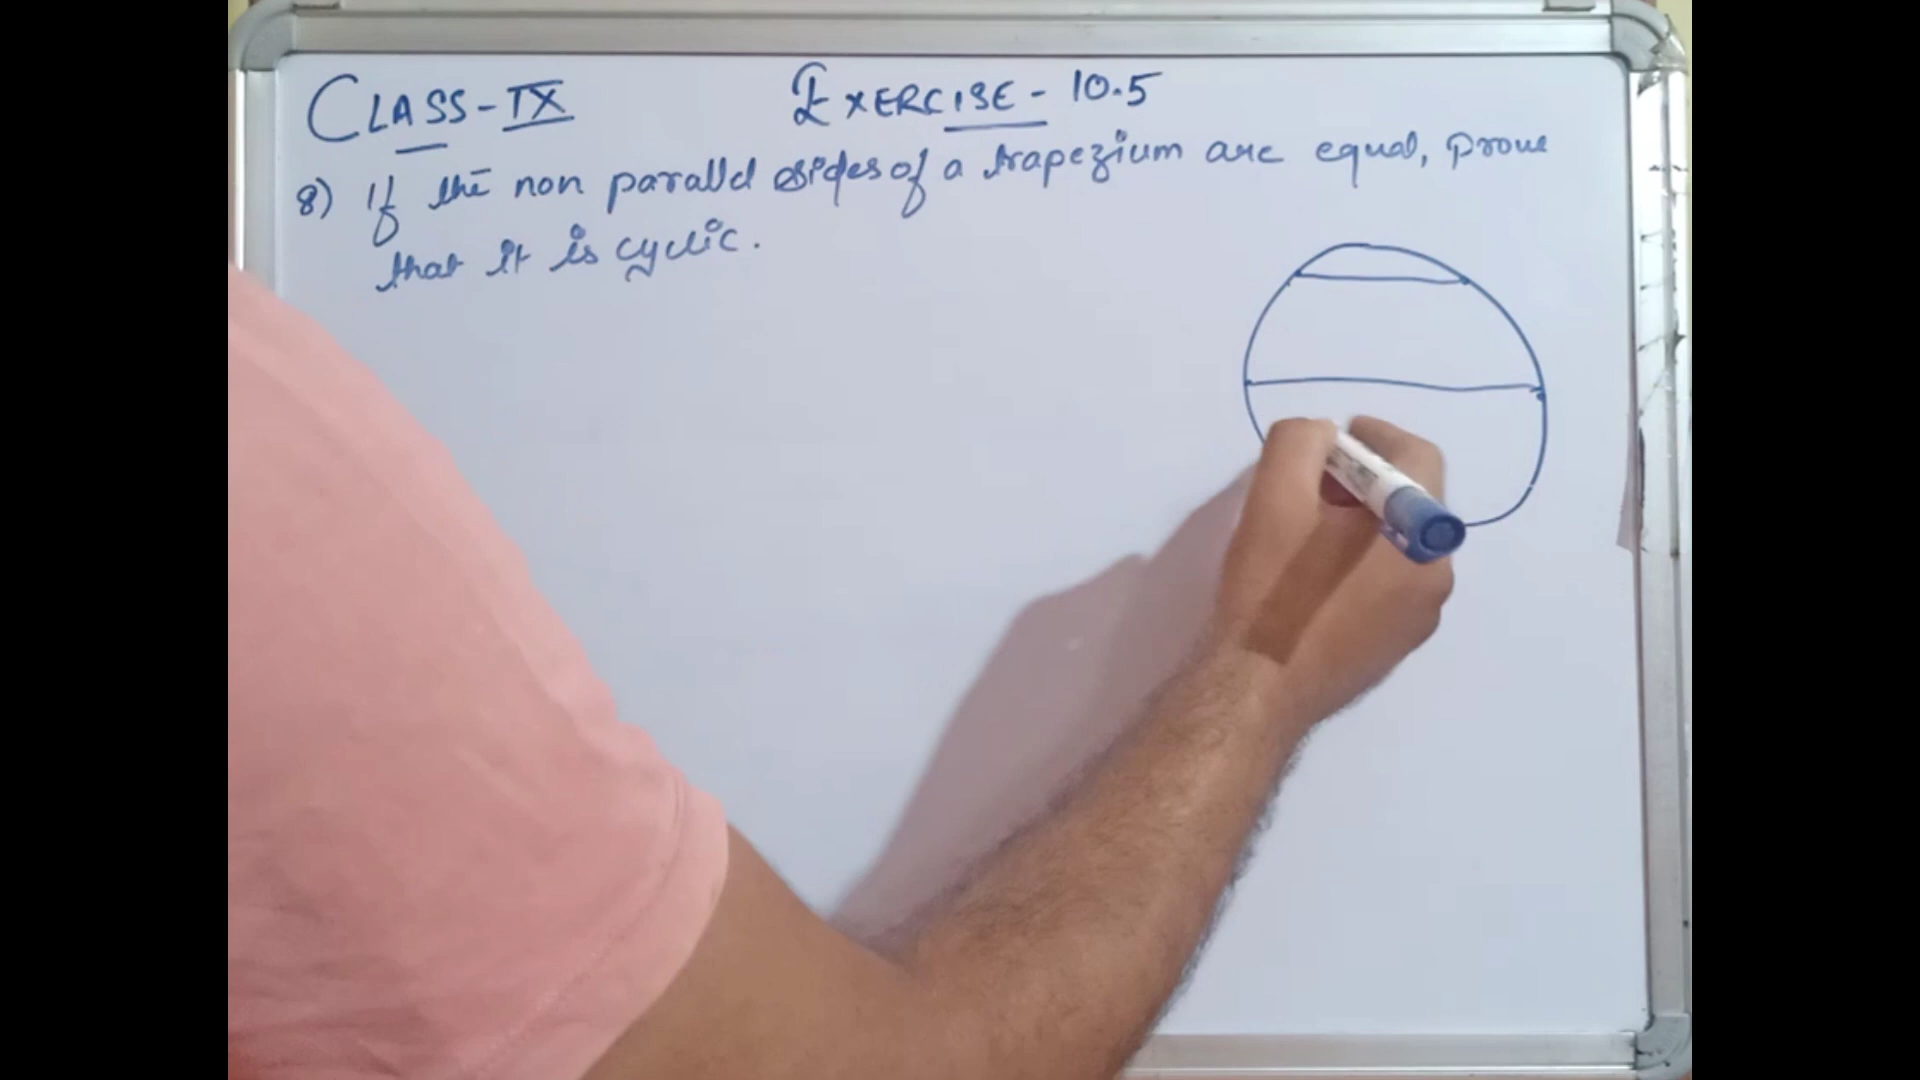 CLASS-IX
EXERCISE - 10.5
8) If the non parallel sides of a trapezium are equal, prove
that it is cyclic.